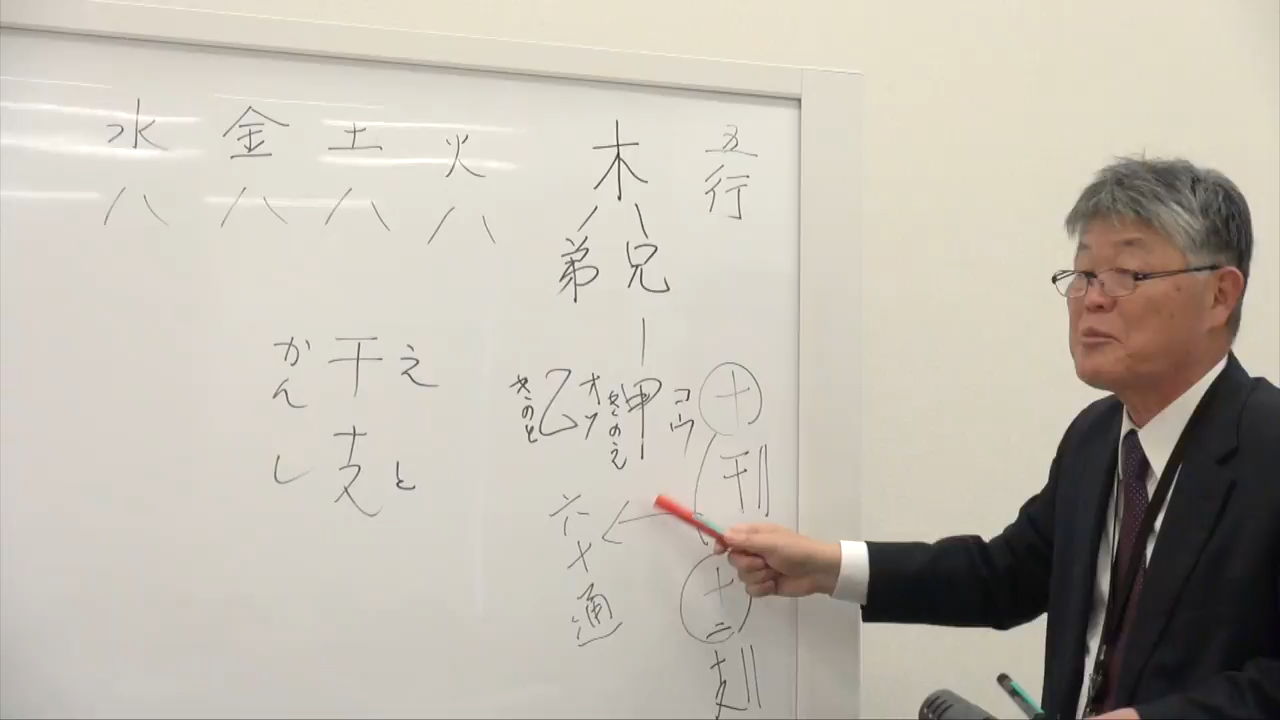 五行
十干
十二支
木
兄
弟
コウ
甲
きのえ
オツ
乙
きのと
六十通
火
土
金
水
えと
干支
かんし